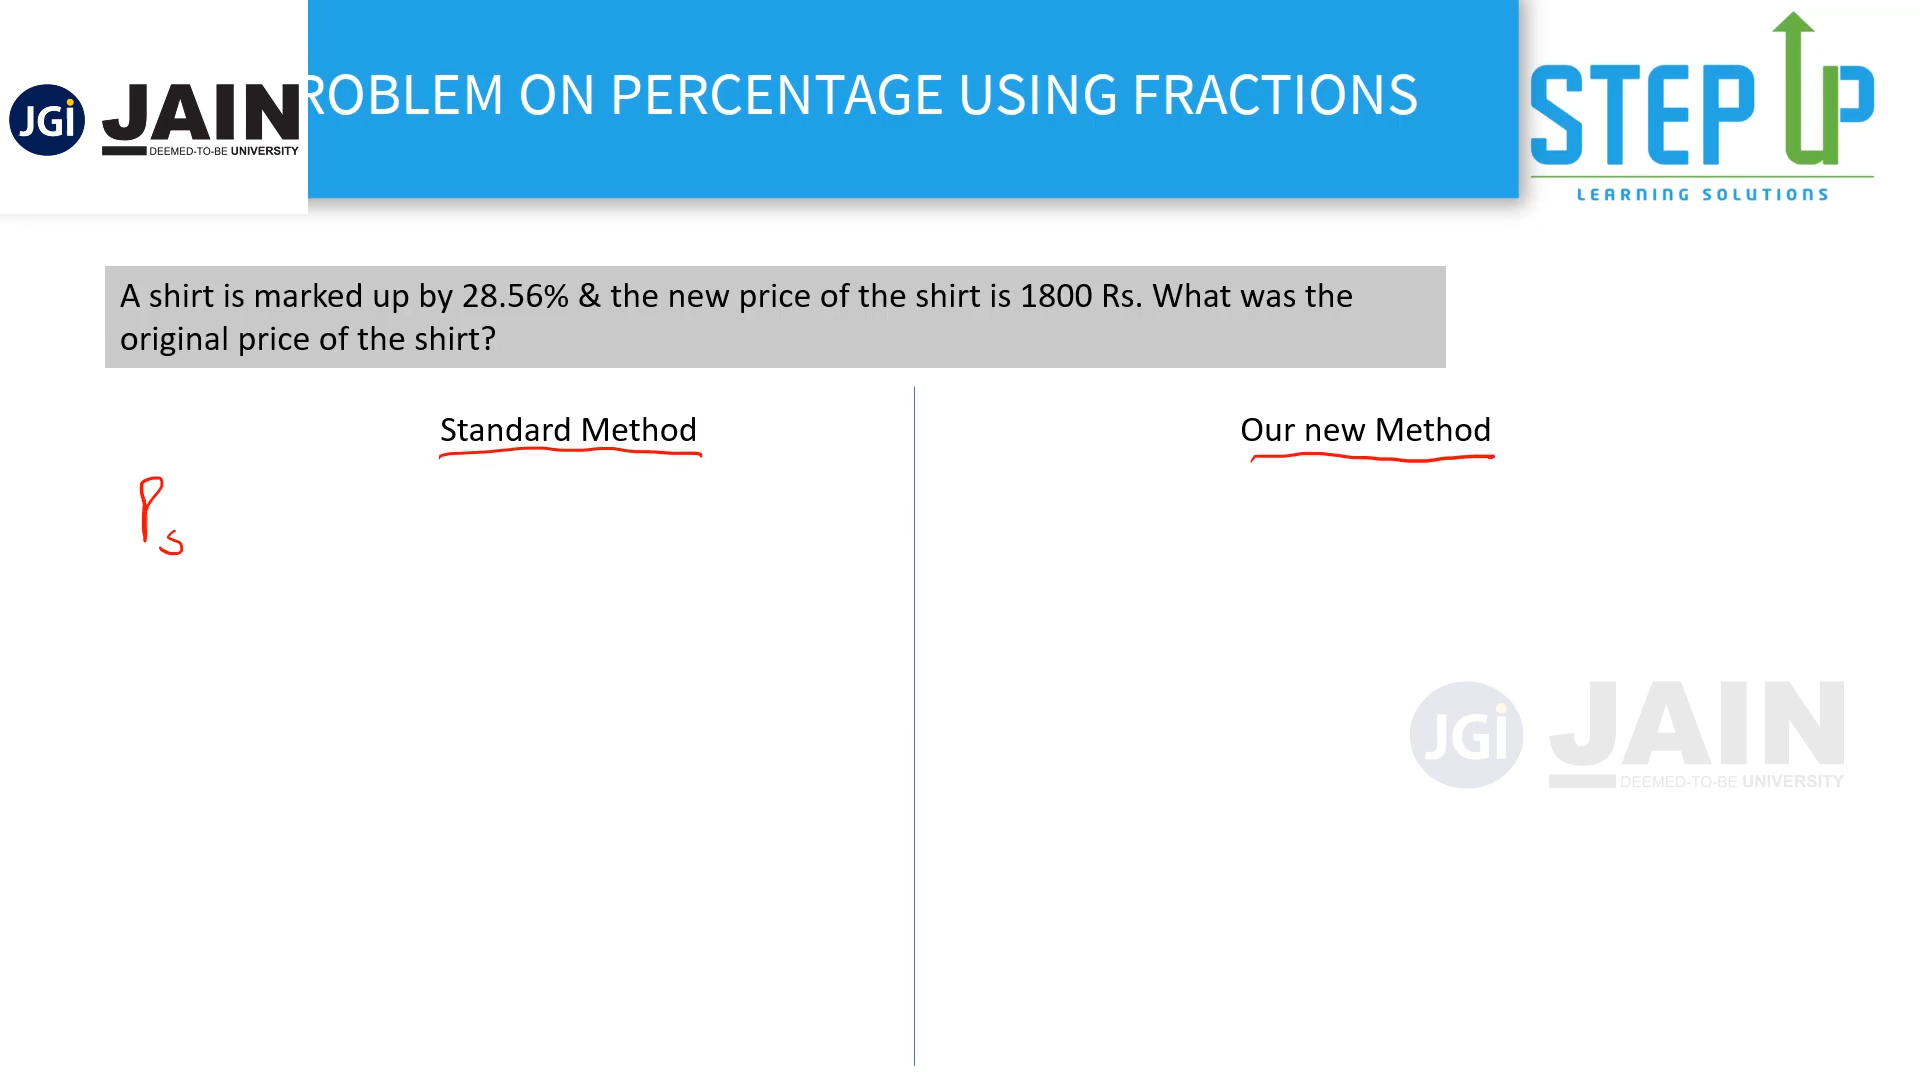 JGi JAIN
DEEMED-TO-BE UNIVERSITY
ROBLEM ON PERCENTAGE USING FRACTIONS
STEP UP
LEARNING SOLUTIONS
A shirt is marked up by 28.56% & the new price of the shirt is 1800 Rs. What was the
original price of the shirt?
Standard Method
Our new Method
Ps
JGi JAIN
DEEMED-TO-BE UNIVERSITY